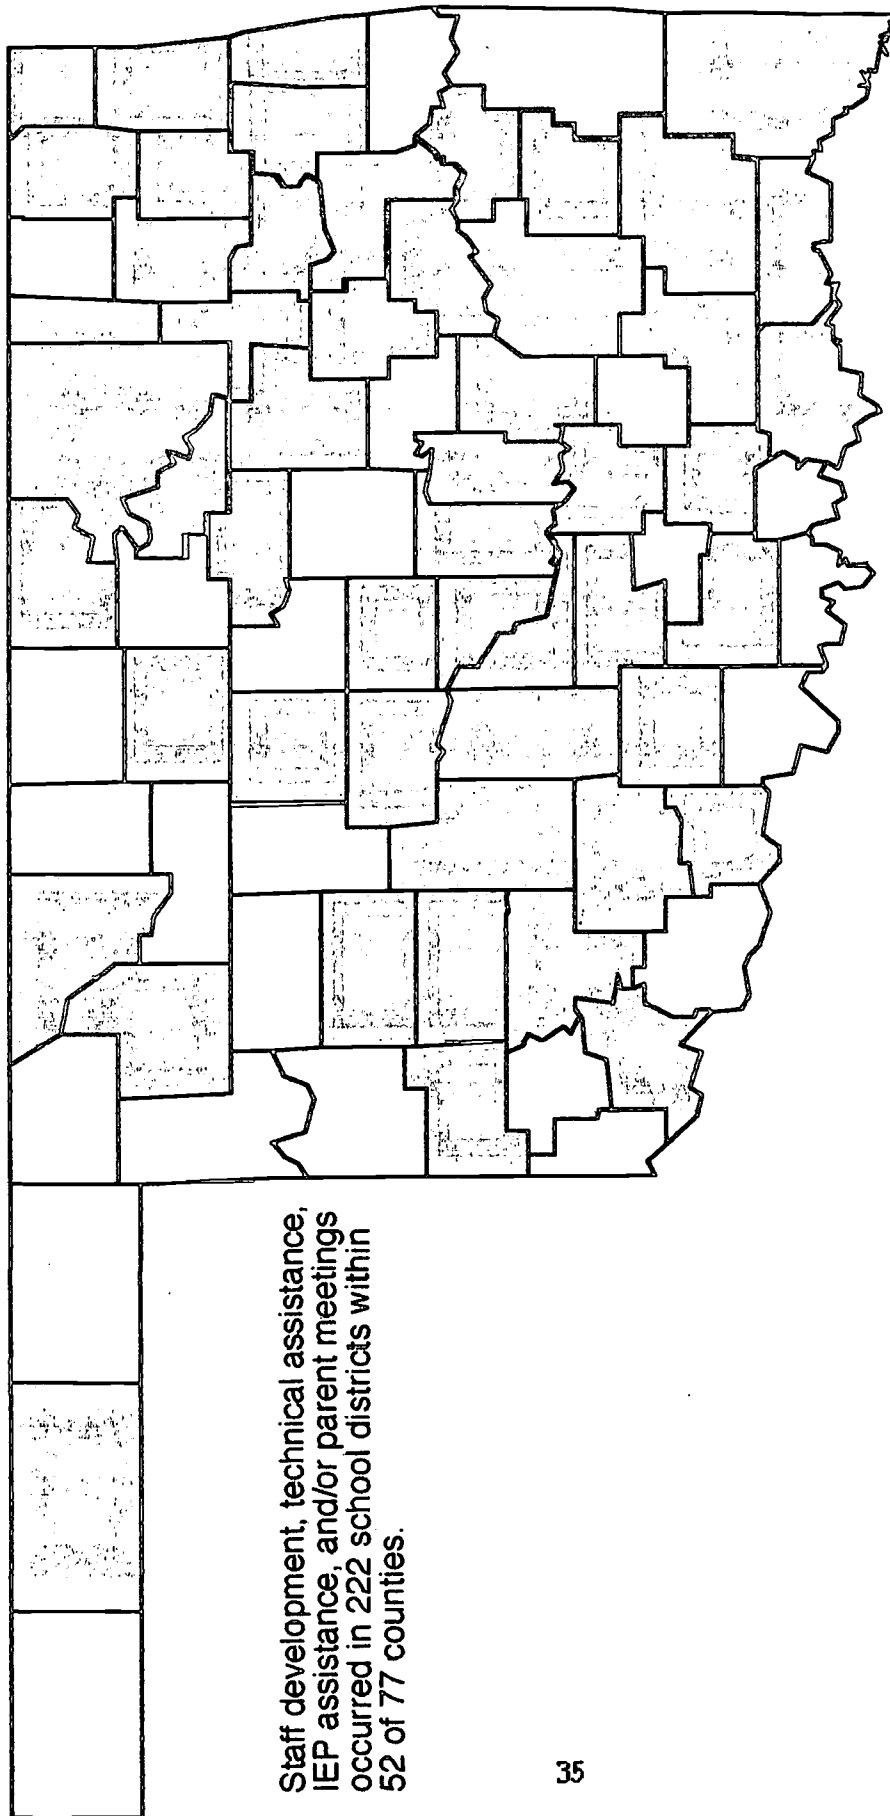 Staff development, technical assistance,
IEP assistance, and/or parent meetings
occurred in 222 school districts within
52 of 77 counties.
35